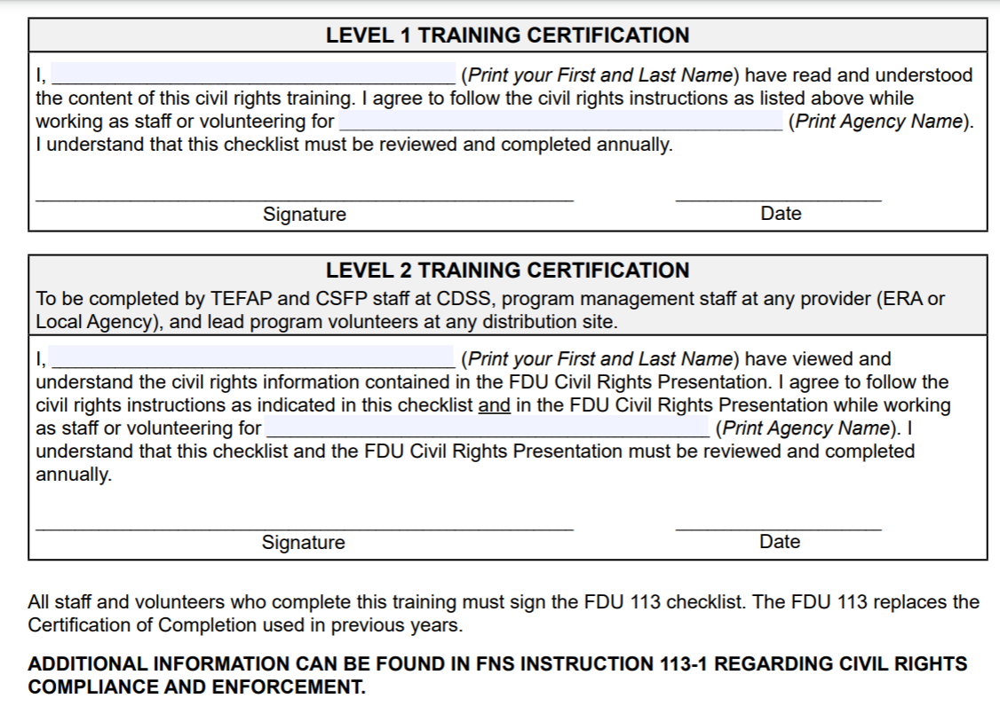 LEVEL 1 TRAINING CERTIFICATION
I, ______________________________________ (Print your First and Last Name) have read and understood
the content of this civil rights training. I agree to follow the civil rights instructions as listed above while
working as staff or volunteering for __________________________________________ (Print Agency Name).
I understand that this checklist must be reviewed and completed annually.
Signature Date
LEVEL 2 TRAINING CERTIFICATION
To be completed by TEFAP and CSFP staff at CDSS, program management staff at any provider (ERA or
Local Agency), and lead program volunteers at any distribution site.
I, ______________________________________ (Print your First and Last Name) have viewed and
understand the civil rights information contained in the FDU Civil Rights Presentation. I agree to follow the
civil rights instructions as indicated in this checklist and in the FDU Civil Rights Presentation while working
as staff or volunteering for __________________________________________ (Print Agency Name). I
understand that this checklist and the FDU Civil Rights Presentation must be reviewed and completed
annually.
Signature Date
All staff and volunteers who complete this training must sign the FDU 113 checklist. The FDU 113 replaces the
Certification of Completion used in previous years.
ADDITIONAL INFORMATION CAN BE FOUND IN FNS INSTRUCTION 113-1 REGARDING CIVIL RIGHTS
COMPLIANCE AND ENFORCEMENT.